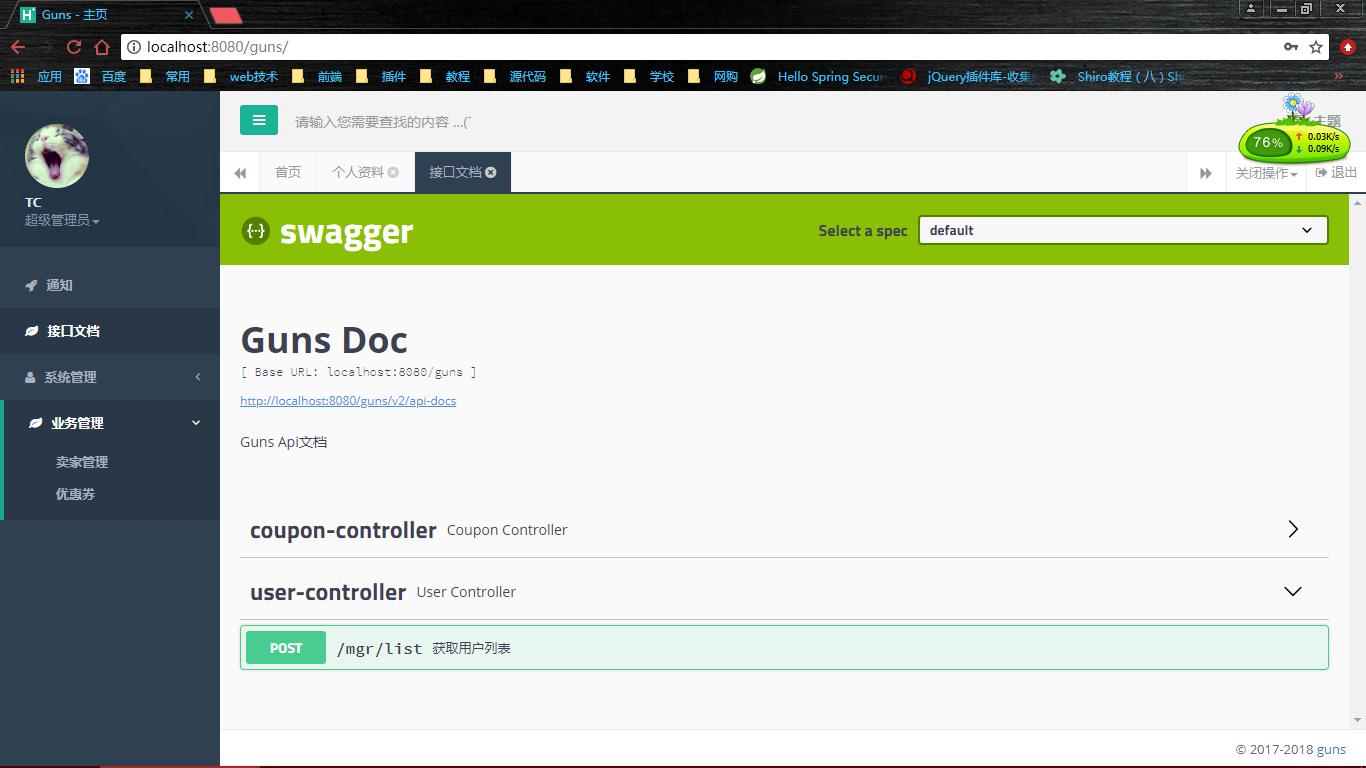 Guns - 主页
localhost:8080/guns/
应用 百度 常用 web技术 前端 插件 教程 源代码 软件 学校 网购 Hello Spring Secur jQuery插件库-收集 Shiro教程（八）Sh
TC
超级管理员
通知
接口文档
系统管理
业务管理
卖家管理
优惠券
请输入您需要查找的内容 …(
主题
76%
0.03K/s
0.09K/s
首页 个人资料 接口文档 关闭操作 退出
swagger
Select a spec default
Guns Doc
[ Base URL: localhost:8080/guns ]
http://localhost:8080/guns/v2/api-docs
Guns Api文档
coupon-controller Coupon Controller
user-controller User Controller
POST /mgr/list 获取用户列表
© 2017-2018 guns